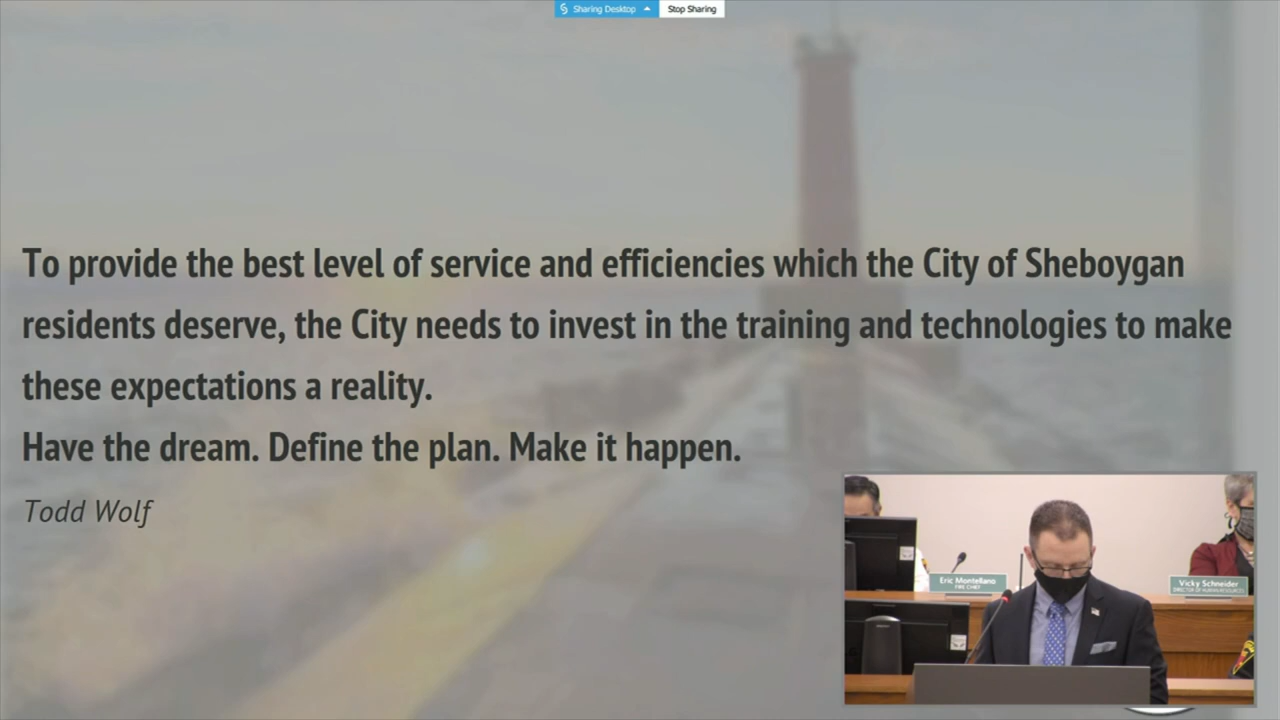 Sharing Desktop Stop Sharing
To provide the best level of service and efficiencies which the City of Sheboygan
residents deserve, the City needs to invest in the training and technologies to make
these expectations a reality.
Have the dream. Define the plan. Make it happen.
Todd Wolf
Eric Montellano
FIRE CHIEF
Vicky Schneider
DIRECTOR OF HUMAN RESOURCES